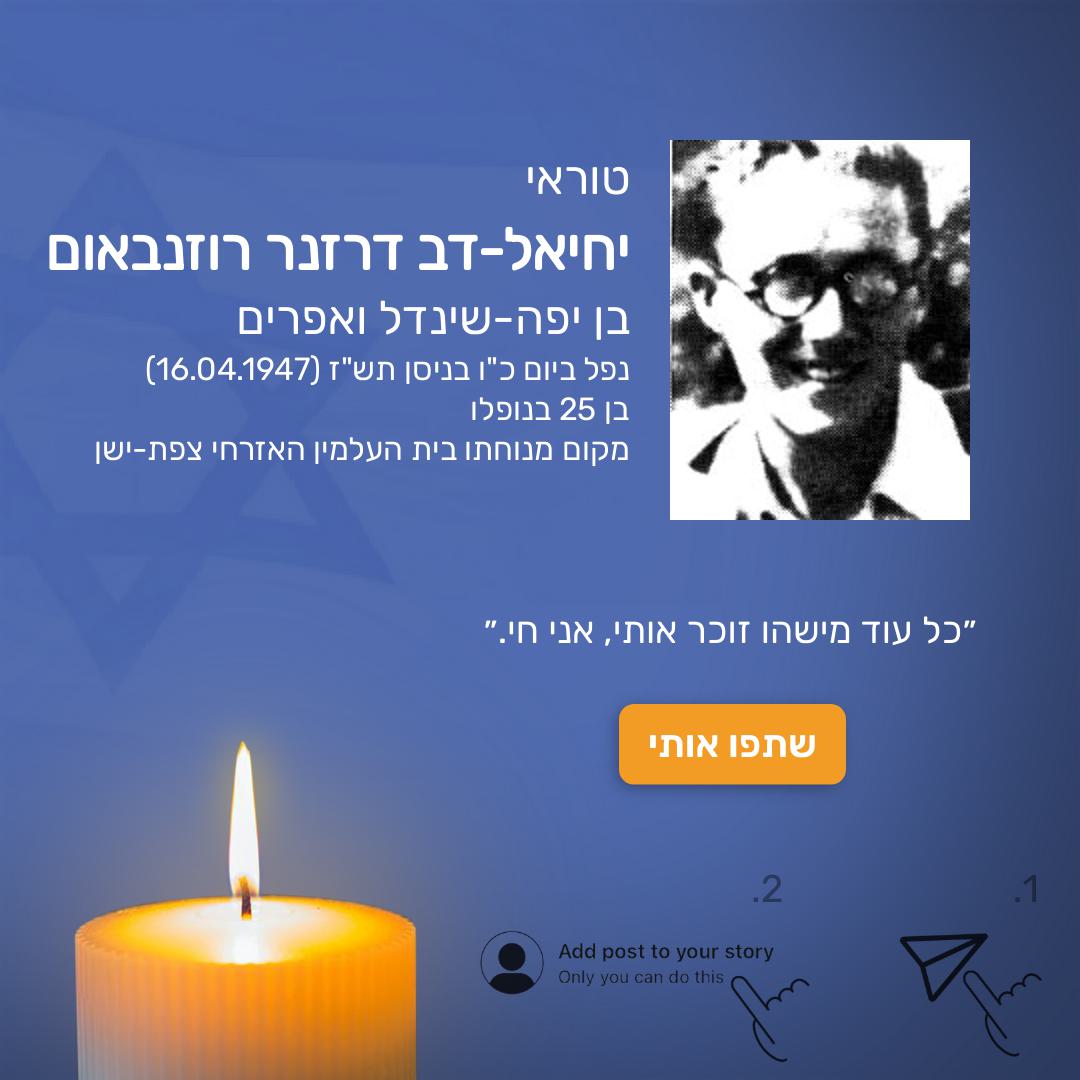 טוראי
יחיאל-דב דרזנר רוזנבאום
בן יפה-שינדל ואפרים
נפל ביום כ"ו בניסן תש"ז (16.04.1947)
בן 25 בנופלו
מקום מנוחתו בית העלמין האזרחי צפת-ישן
״כל עוד מישהו זוכר אותי, אני חי.״
שתפו אותי
1.
2.
Add post to your story
Only you can do this